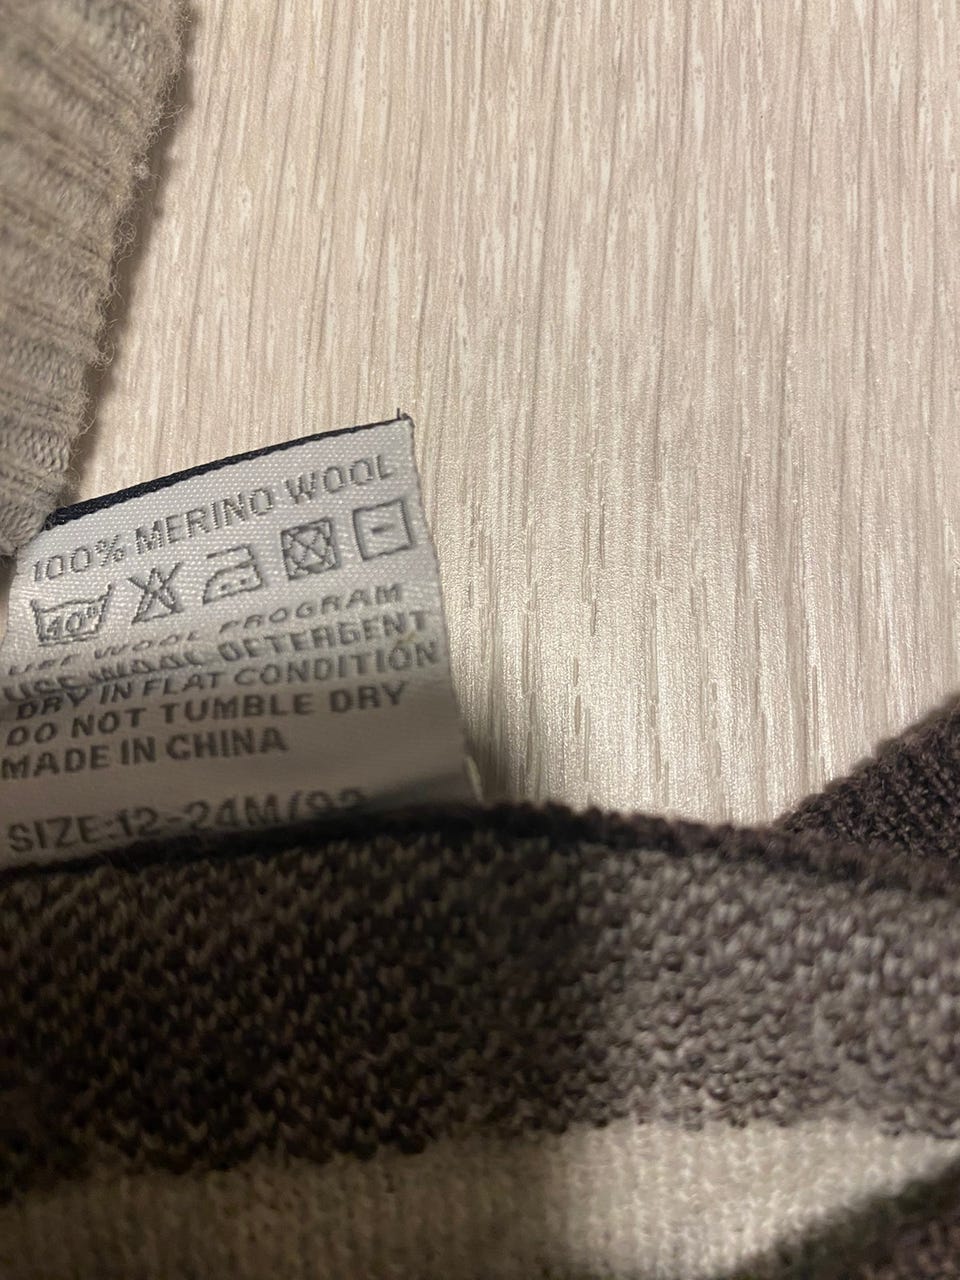 100% MERINO WOOL
40°
USE WOOL PROGRAM
USE WOOL DETERGENT
DRY IN FLAT CONDITION
DO NOT TUMBLE DRY
MADE IN CHINA
SIZE:12-24M/92